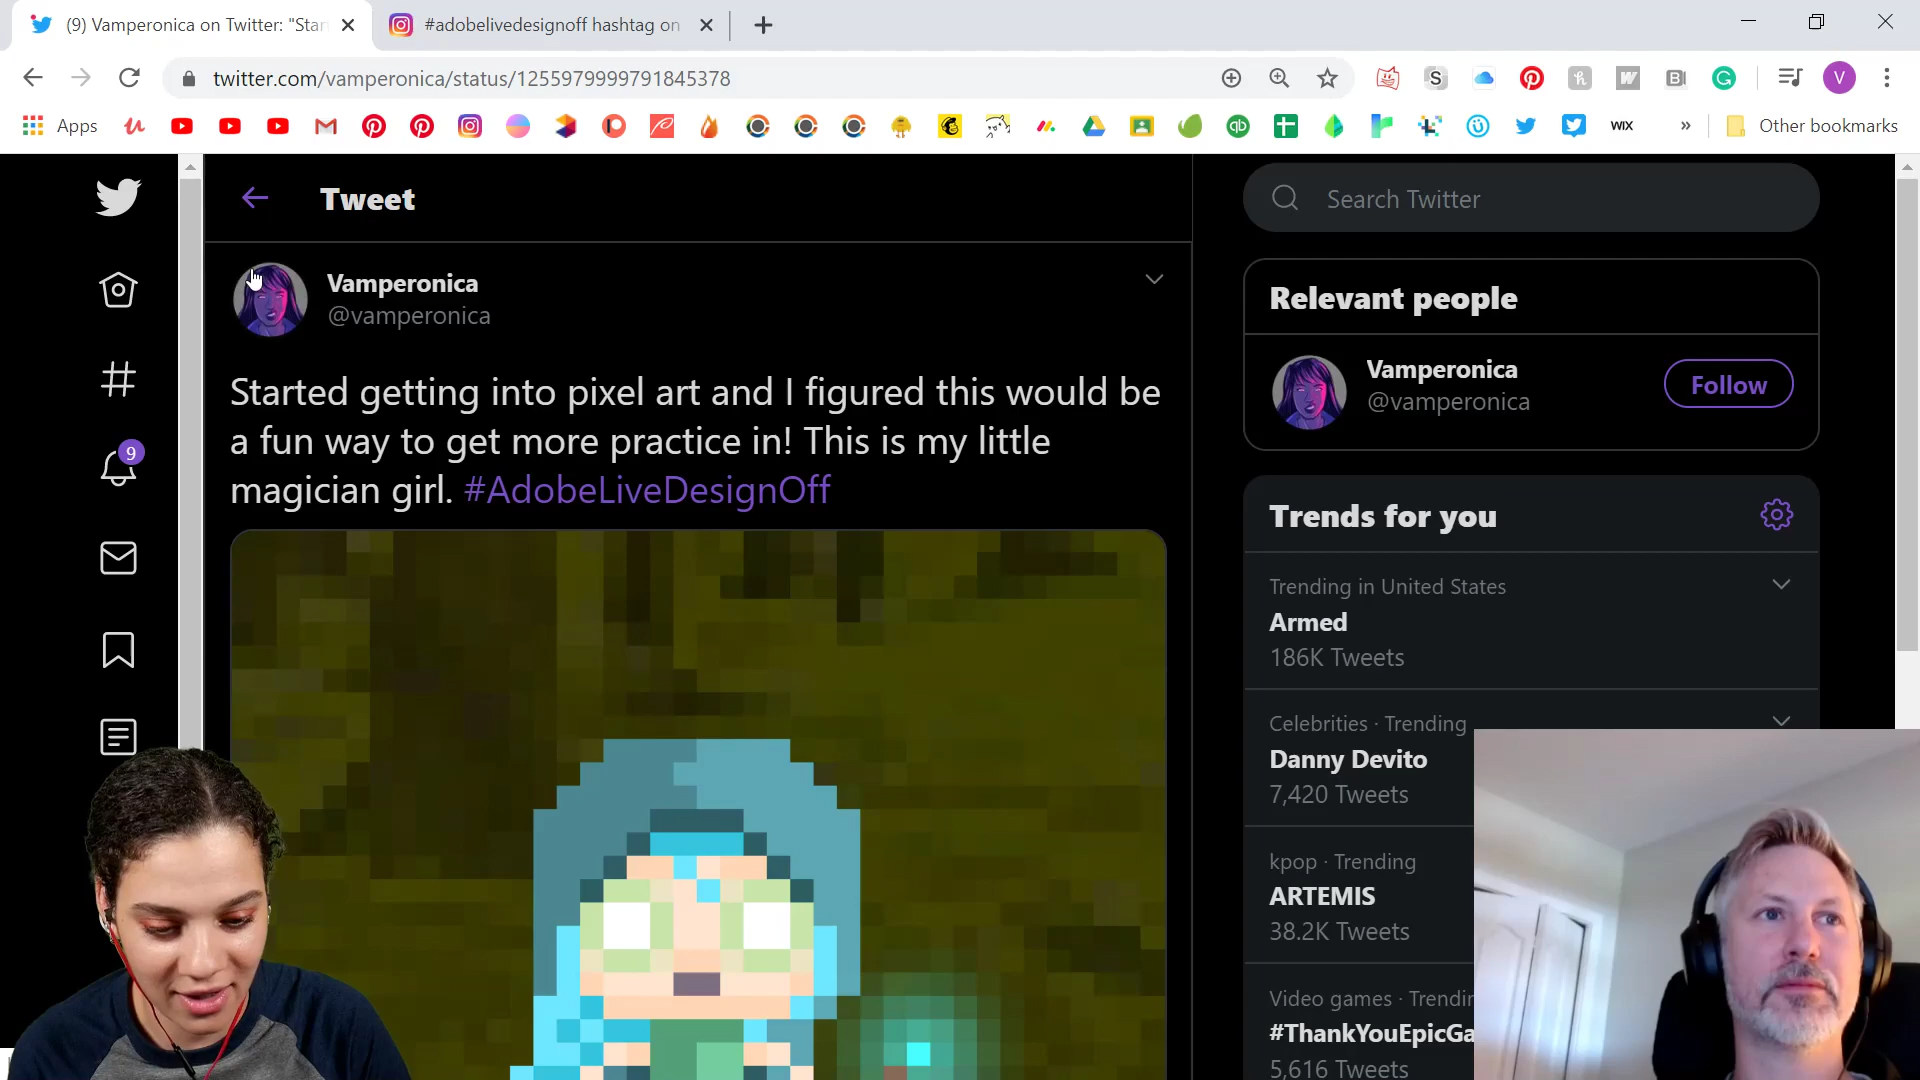 (9) Vamperonica on Twitter: "Star
#adobelivedesignoff hashtag on
twitter.com/vamperonica/status/1255979999791845378
V
Apps
WIX
» Other bookmarks
Tweet
Search Twitter
Vamperonica
@vamperonica
Started getting into pixel art and I figured this would be
a fun way to get more practice in! This is my little
magician girl. #AdobeLiveDesignOff
9
Relevant people
Vamperonica
@vamperonica
Follow
Trends for you
Trending in United States
Armed
186K Tweets
Celebrities · Trending
Danny Devito
7,420 Tweets
kpop · Trending
ARTEMIS
38.2K Tweets
Video games · Trendin
#ThankYouEpicGa
5,616 Tweets